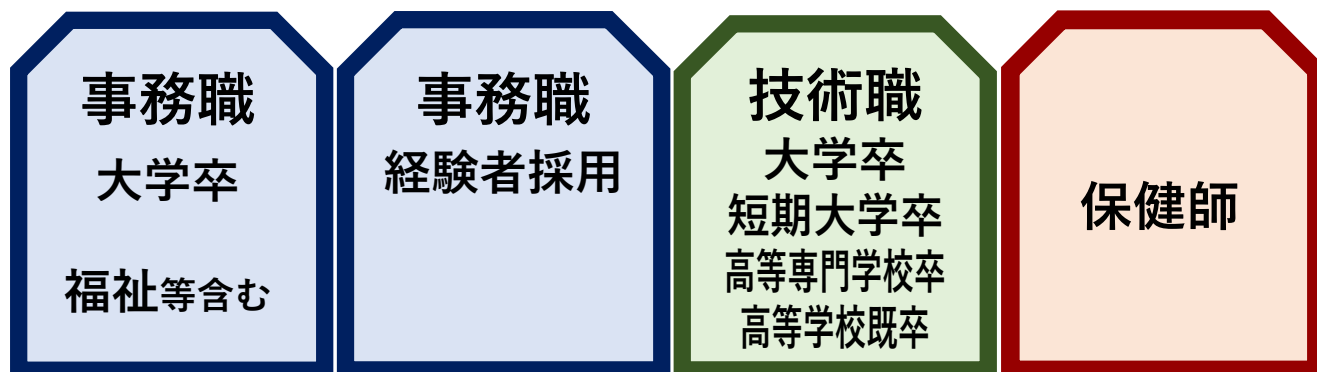 事務職
大学卒
福祉等含む
事務職
経験者採用
技術職
大学卒
短期大学卒
高等専門学校卒
高等学校既卒
保健師